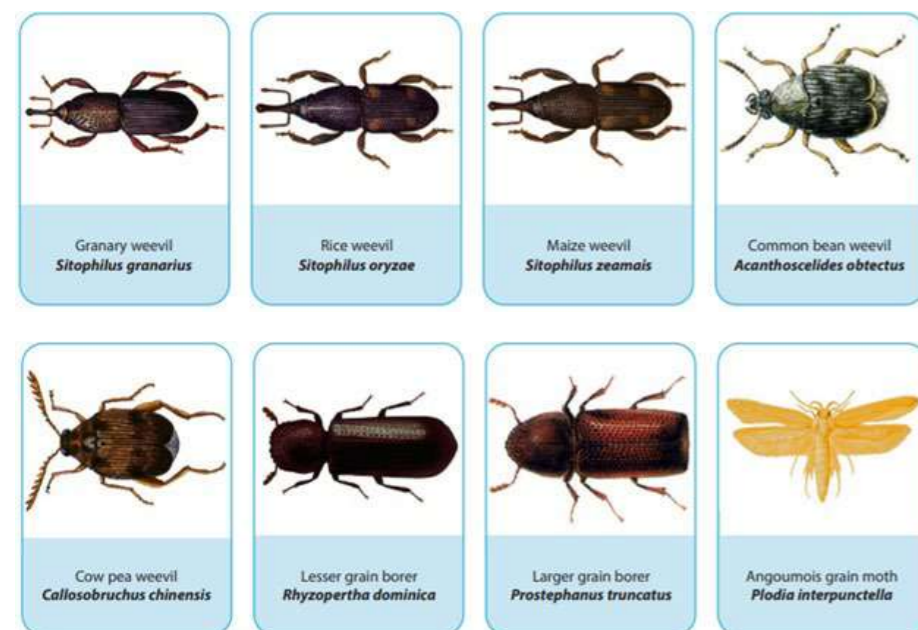 Granary weevil
Sitophilus granarius
Rice weevil
Sitophilus oryzae
Maize weevil
Sitophilus zeamais
Common bean weevil
Acanthoscelides obtectus
Cow pea weevil
Callosobruchus chinensis
Lesser grain borer
Rhyzopertha dominica
Larger grain borer
Prostephanus truncatus
Angoumois grain moth
Plodia interpunctella